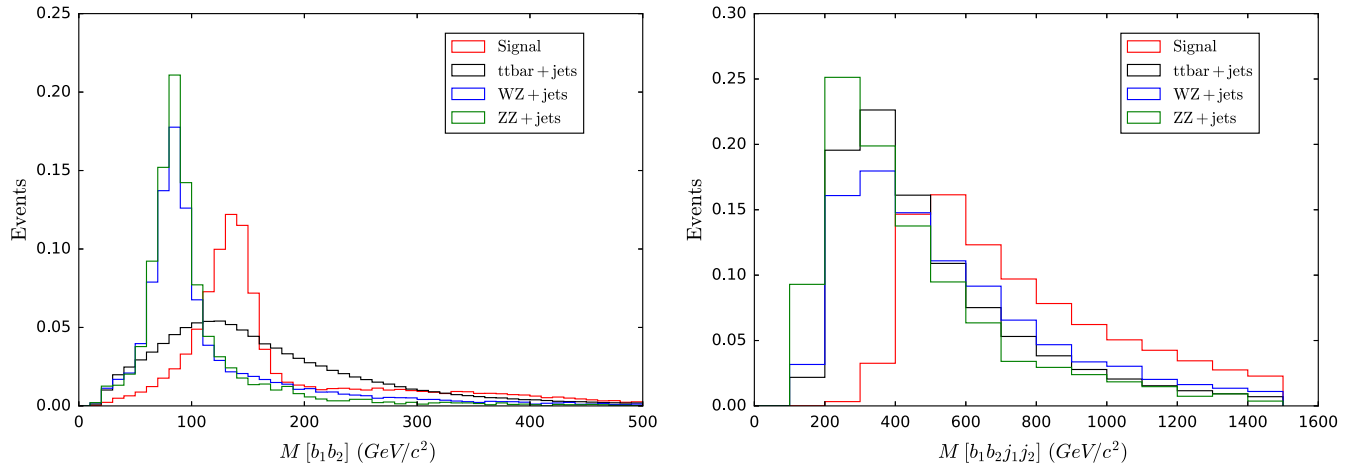 0.25
0.20
0.15
0.10
0.05
0.00
Events
0 100 200 300 400 500
M [b₁b₂] (GeV/c²)
Signal
ttbar + jets
WZ + jets
ZZ + jets
0.30
0.25
0.20
0.15
0.10
0.05
0.00
Events
0 200 400 600 800 1000 1200 1400 1600
M [b₁b₂j₁j₂] (GeV/c²)
Signal
ttbar + jets
WZ + jets
ZZ + jets